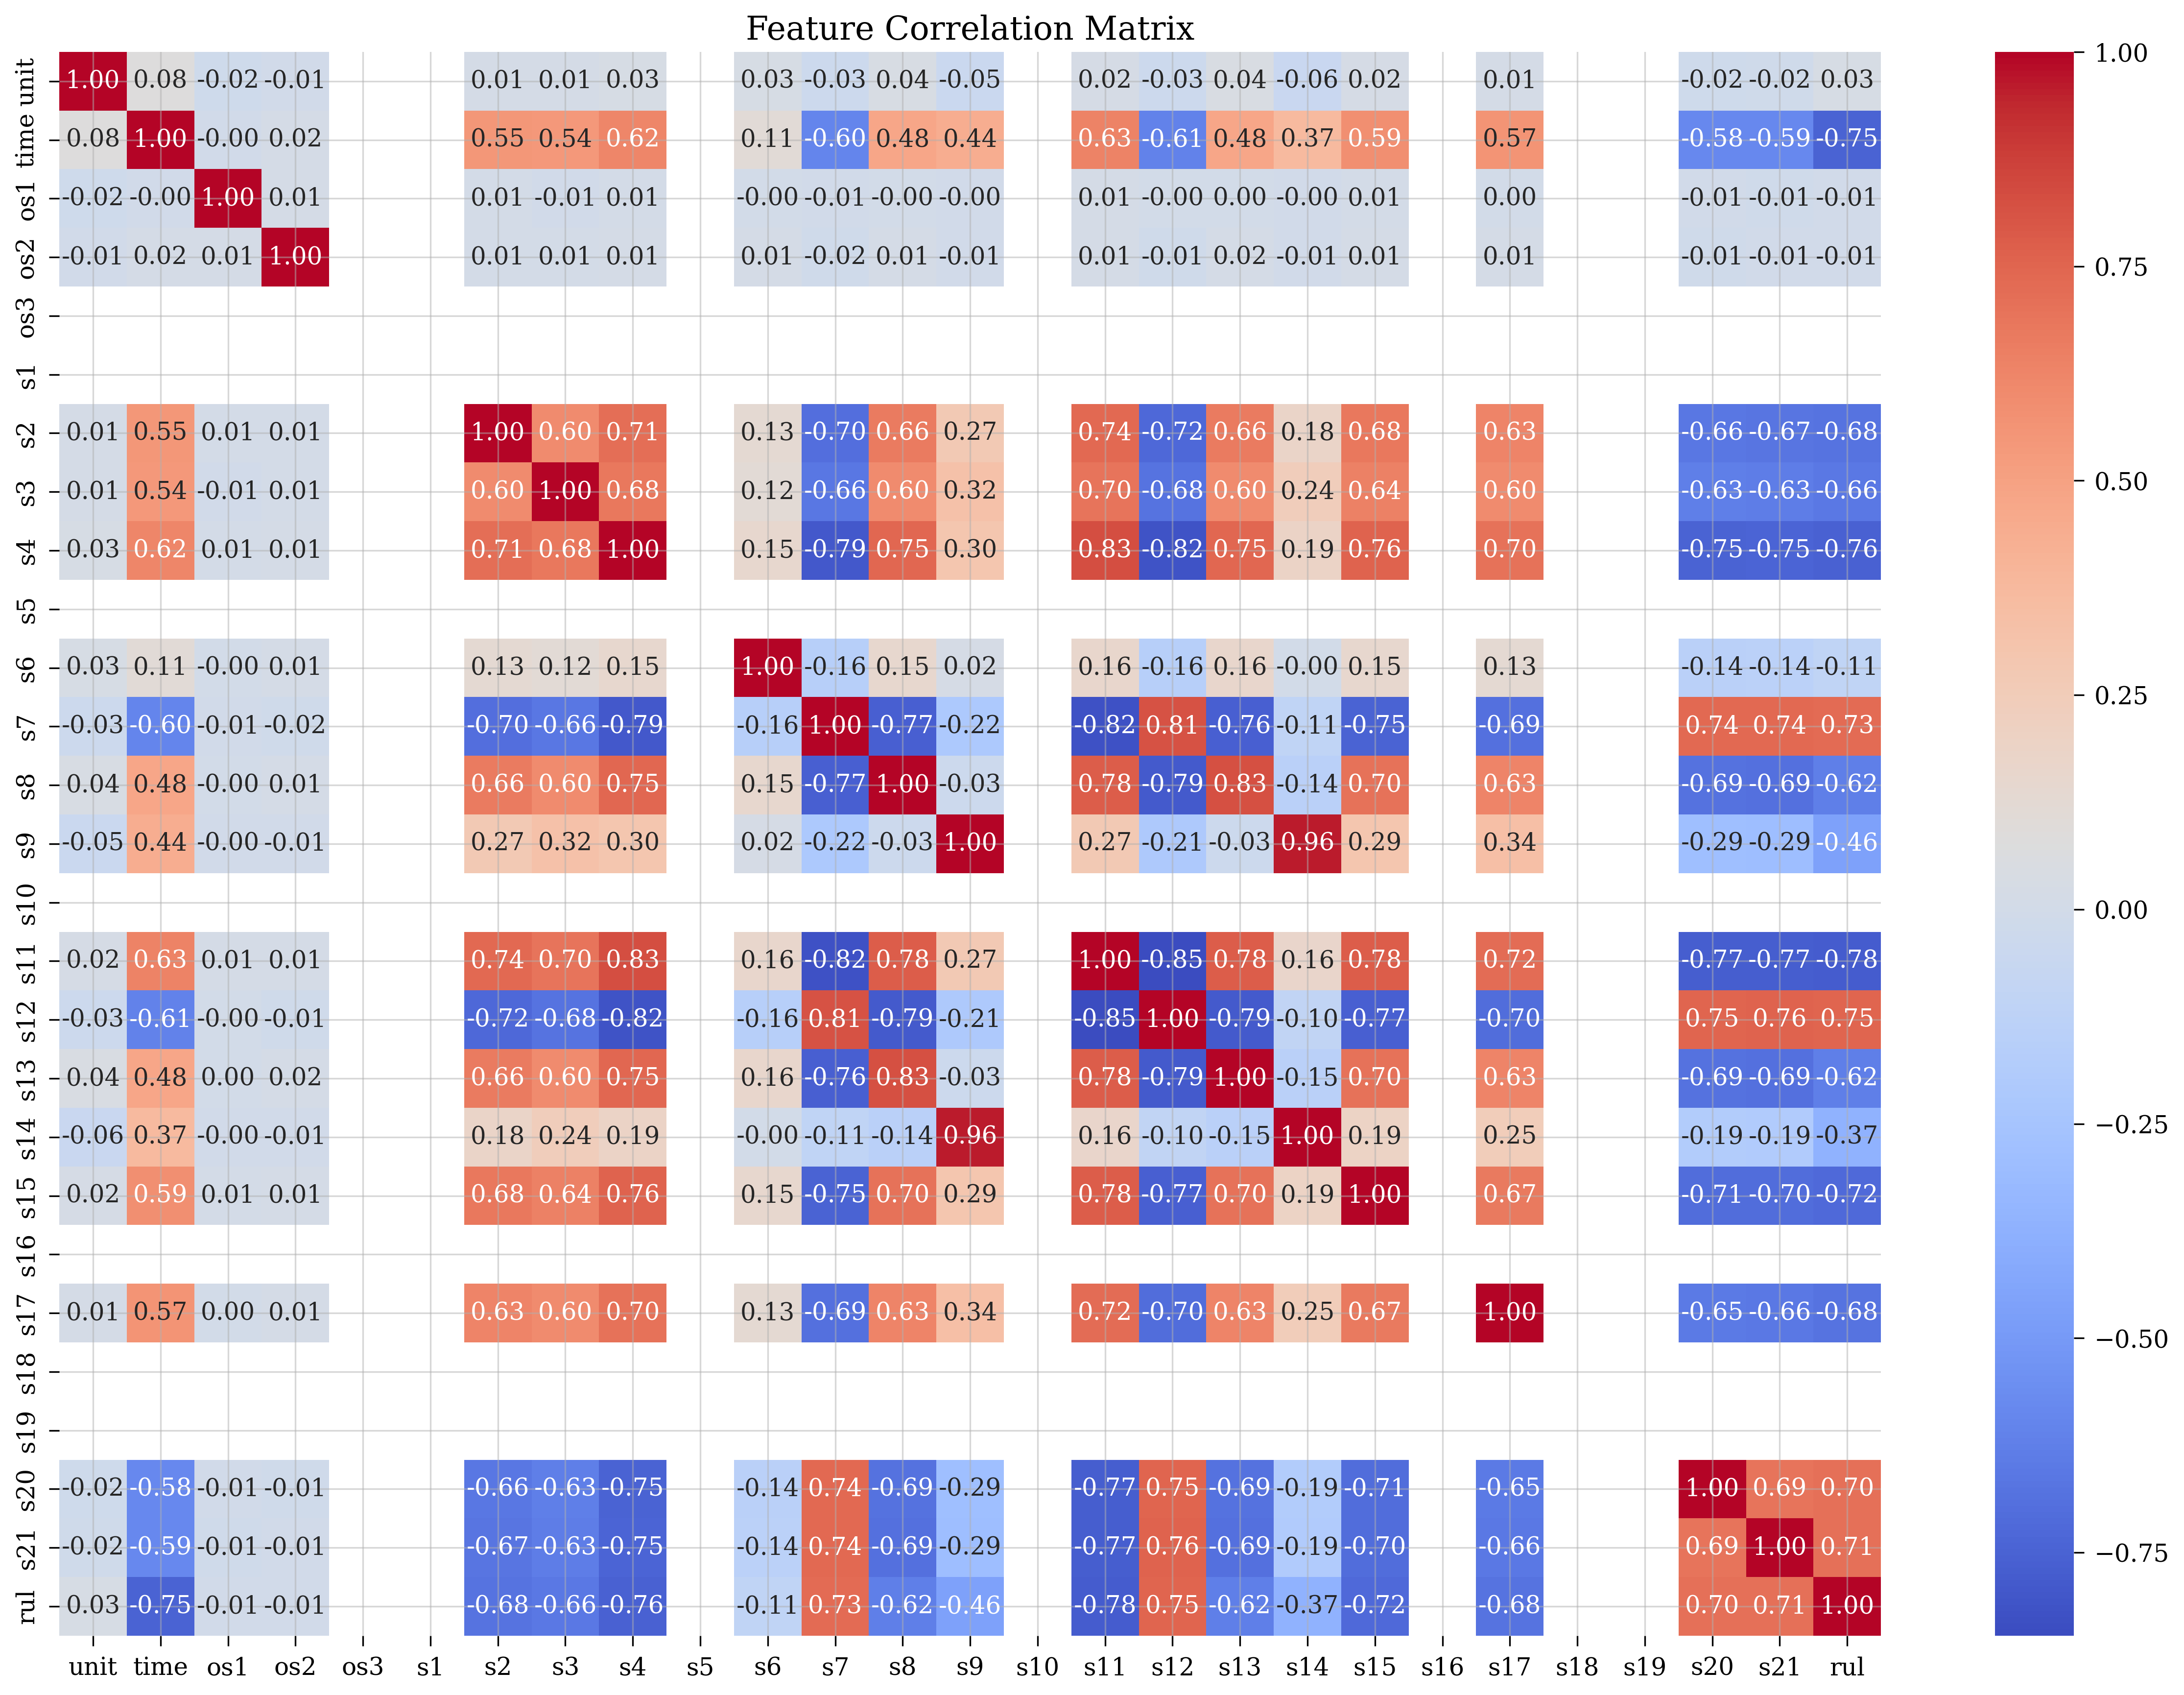 Feature Correlation Matrix
unit 1.00 0.08 -0.02 -0.01 0.01 0.01 0.03 0.03 -0.03 0.04 -0.05 0.02 -0.03 0.04 -0.06 0.02 0.01 -0.02 -0.02 0.03
time 0.08 1.00 -0.00 0.02 0.55 0.54 0.62 0.11 -0.60 0.48 0.44 0.63 -0.61 0.48 0.37 0.59 0.57 -0.58 -0.59 -0.75
os1 -0.02 -0.00 1.00 0.01 0.01 -0.01 0.01 -0.00 -0.01 -0.00 -0.00 0.01 -0.00 0.00 -0.00 0.01 0.00 -0.01 -0.01 -0.01
os2 -0.01 0.02 0.01 1.00 0.01 0.01 0.01 0.01 -0.02 0.01 -0.01 0.01 -0.01 0.02 -0.01 0.01 0.01 -0.01 -0.01 -0.01
os3
s1
s2 0.01 0.55 0.01 0.01 1.00 0.60 0.71 0.13 -0.70 0.66 0.27 0.74 -0.72 0.66 0.18 0.68 0.63 -0.66 -0.67 -0.68
s3 0.01 0.54 -0.01 0.01 0.60 1.00 0.68 0.12 -0.66 0.60 0.32 0.70 -0.68 0.60 0.24 0.64 0.60 -0.63 -0.63 -0.66
s4 0.03 0.62 0.01 0.01 0.71 0.68 1.00 0.15 -0.79 0.75 0.30 0.83 -0.82 0.75 0.19 0.76 0.70 -0.75 -0.75 -0.76
s5
s6 0.03 0.11 -0.00 0.01 0.13 0.12 0.15 1.00 -0.16 0.15 0.02 0.16 -0.16 0.16 -0.00 0.15 0.13 -0.14 -0.14 -0.11
s7 -0.03 -0.60 -0.01 -0.02 -0.70 -0.66 -0.79 -0.16 1.00 -0.77 -0.22 -0.82 0.81 -0.76 -0.11 -0.75 -0.69 0.74 0.74 0.73
s8 0.04 0.48 -0.00 0.01 0.66 0.60 0.75 0.15 -0.77 1.00 -0.03 0.78 -0.79 0.83 -0.14 0.70 0.63 -0.69 -0.69 -0.62
s9 -0.05 0.44 -0.00 -0.01 0.27 0.32 0.30 0.02 -0.22 -0.03 1.00 0.27 -0.21 -0.03 0.96 0.29 0.34 -0.29 -0.29 -0.46
s10
s11 0.02 0.63 0.01 0.01 0.74 0.70 0.83 0.16 -0.82 0.78 0.27 1.00 -0.85 0.78 0.16 0.78 0.72 -0.77 -0.77 -0.78
s12 -0.03 -0.61 -0.00 -0.01 -0.72 -0.68 -0.82 -0.16 0.81 -0.79 -0.21 -0.85 1.00 -0.79 -0.10 -0.77 -0.70 0.75 0.76 0.75
s13 0.04 0.48 0.00 0.02 0.66 0.60 0.75 0.16 -0.76 0.83 -0.03 0.78 -0.79 1.00 -0.15 0.70 0.63 -0.69 -0.69 -0.62
s14 -0.06 0.37 -0.00 -0.01 0.18 0.24 0.19 -0.00 -0.11 -0.14 0.96 0.16 -0.10 -0.15 1.00 0.19 0.25 -0.19 -0.19 -0.37
s15 0.02 0.59 0.01 0.01 0.68 0.64 0.76 0.15 -0.75 0.70 0.29 0.78 -0.77 0.70 0.19 1.00 0.67 -0.71 -0.70 -0.72
s16
s17 0.01 0.57 0.00 0.01 0.63 0.60 0.70 0.13 -0.69 0.63 0.34 0.72 -0.70 0.63 0.25 0.67 1.00 -0.65 -0.66 -0.68
s18
s19
s20 -0.02 -0.58 -0.01 -0.01 -0.66 -0.63 -0.75 -0.14 0.74 -0.69 -0.29 -0.77 0.75 -0.69 -0.19 -0.71 -0.65 1.00 0.69 0.70
s21 -0.02 -0.59 -0.01 -0.01 -0.67 -0.63 -0.75 -0.14 0.74 -0.69 -0.29 -0.77 0.76 -0.69 -0.19 -0.70 -0.66 0.69 1.00 0.71
rul 0.03 -0.75 -0.01 -0.01 -0.68 -0.66 -0.76 -0.11 0.73 -0.62 -0.46 -0.78 0.75 -0.62 -0.37 -0.72 -0.68 0.70 0.71 1.00
unit time os1 os2 os3 s1 s2 s3 s4 s5 s6 s7 s8 s9 s10 s11 s12 s13 s14 s15 s16 s17 s18 s19 s20 s21 rul
1.00
0.75
0.50
0.25
0.00
−0.25
−0.50
−0.75